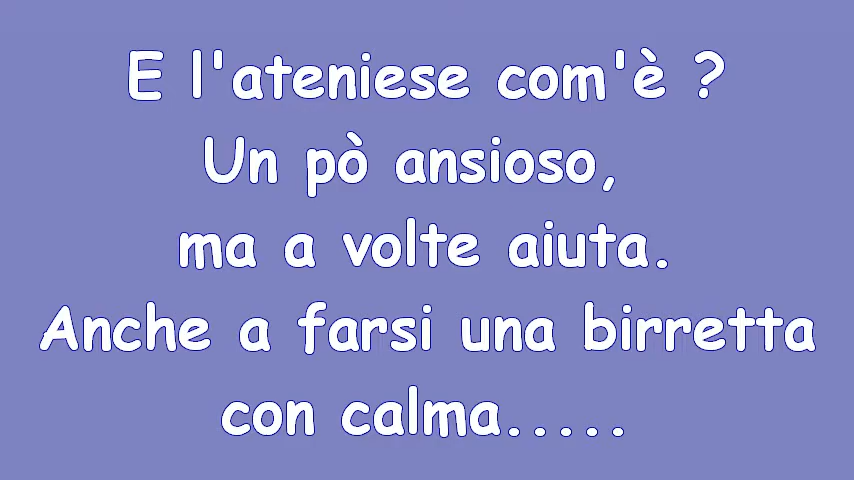 E l'ateniese com'è ?
Un pò ansioso,
ma a volte aiuta.
Anche a farsi una birretta
con calma.....